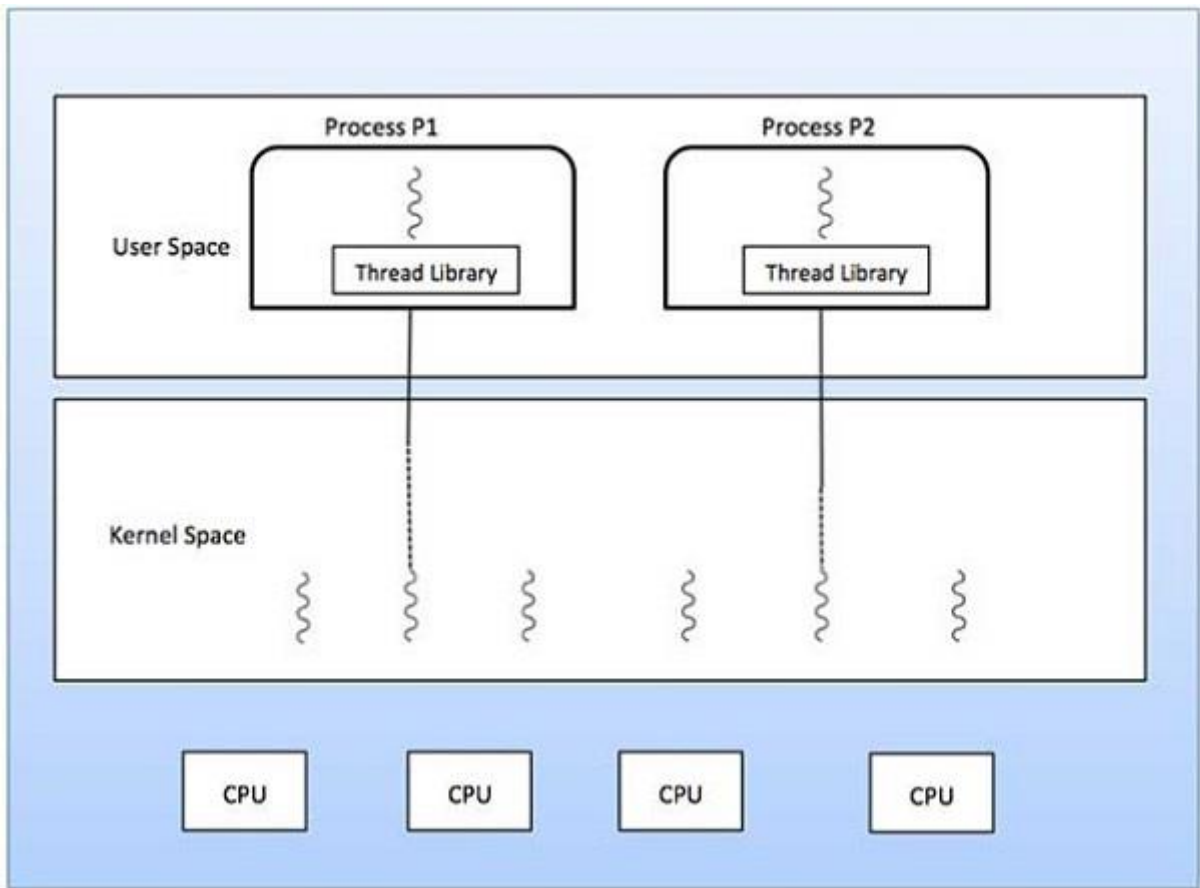 Process P1
Process P2
User Space
Thread Library
Thread Library
Kernel Space
CPU
CPU
CPU
CPU